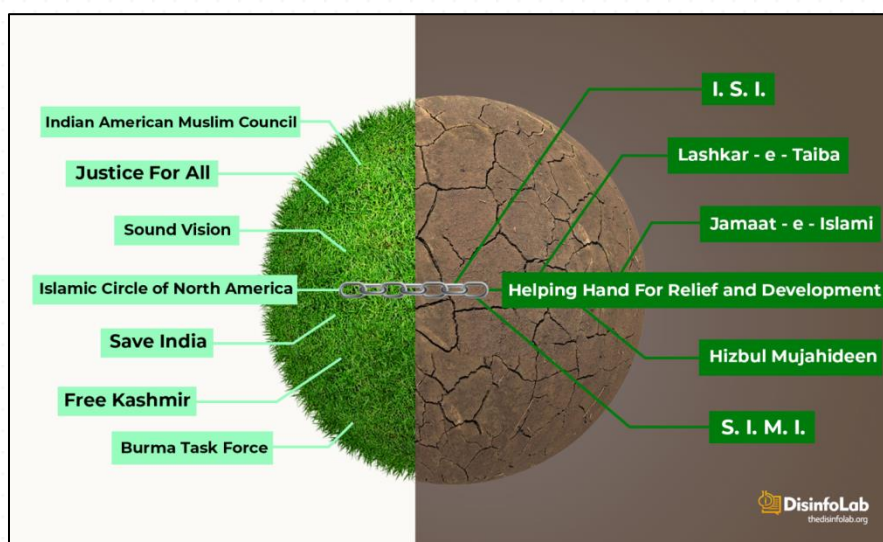 Indian American Muslim Council
Justice For All
Sound Vision
Islamic Circle of North America
Save India
Free Kashmir
Burma Task Force
I. S. I.
Lashkar - e - Taiba
Jamaat - e - Islami
Helping Hand For Relief and Development
Hizbul Mujahideen
S. I. M. I.
DisinfoLab
thedisinfolab.org